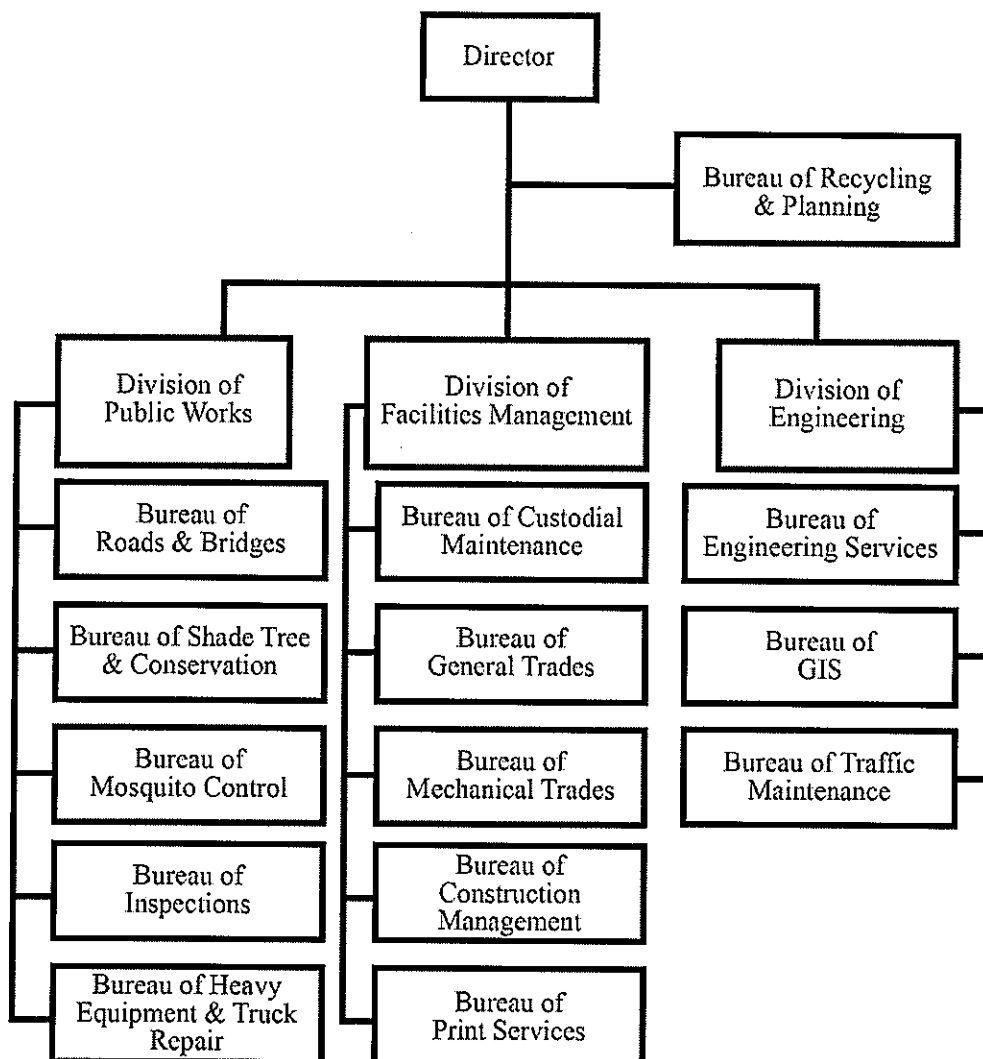 Director
Bureau of Recycling
& Planning
Division of
Public Works
Bureau of
Roads & Bridges
Bureau of Shade Tree
& Conservation
Bureau of
Mosquito Control
Bureau of
Inspections
Bureau of Heavy
Equipment & Truck
Repair
Division of
Facilities Management
Bureau of Custodial
Maintenance
Bureau of
General Trades
Bureau of
Mechanical Trades
Bureau of
Construction
Management
Bureau of
Print Services
Division of
Engineering
Bureau of
Engineering Services
Bureau of
GIS
Bureau of Traffic
Maintenance